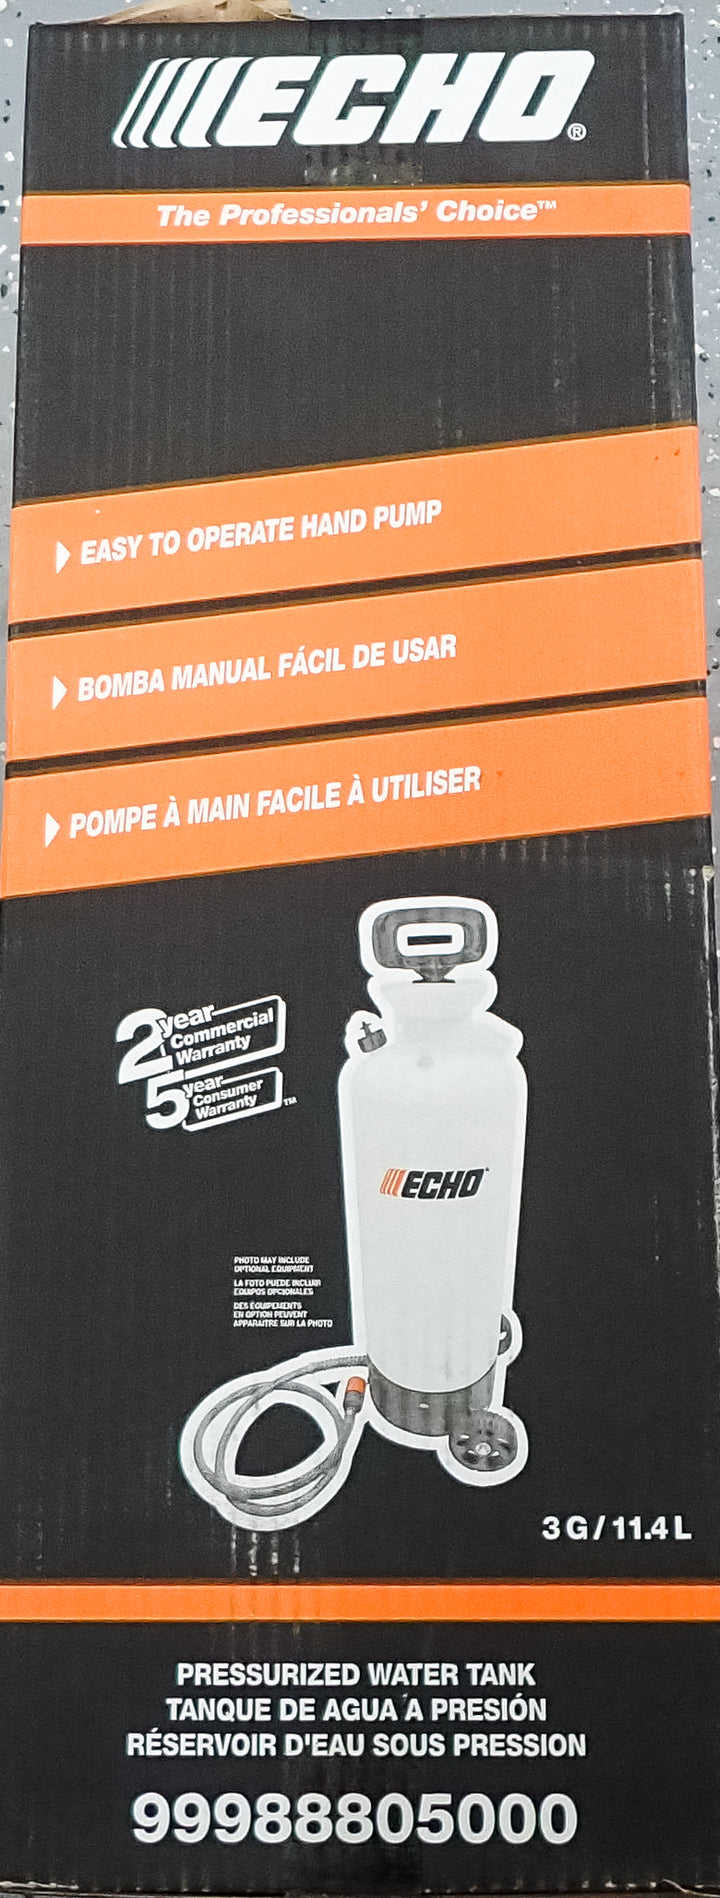 ECHO®
The Professionals' Choice™
EASY TO OPERATE HAND PUMP
BOMBA MANUAL FÁCIL DE USAR
POMPE À MAIN FACILE À UTILISER
2 year
Commercial
Warranty
5 year
Consumer
Warranty
™
ECHO
PHOTO MAY INCLUDE
OPTIONAL EQUIPMENT
LA FOTO PUEDE INCLUIR
EQUIPOS OPCIONALES
DES ÉQUIPEMENTS
EN OPTION PEUVENT
APPARAITRE SUR LA PHOTO
3 G / 11.4 L
PRESSURIZED WATER TANK
TANQUE DE AGUA A PRESIÓN
RÉSERVOIR D'EAU SOUS PRESSION
99988805000